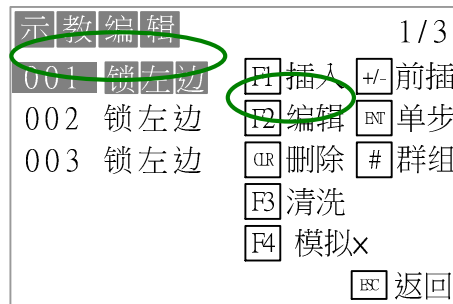 示教编辑 1/3
001 锁左边 F1 插入 +/- 前插
002 锁左边 F2 编辑 ENT 单步
003 锁左边 CLR 删除 # 群组
F3 清洗
F4 模拟x
ESC 返回